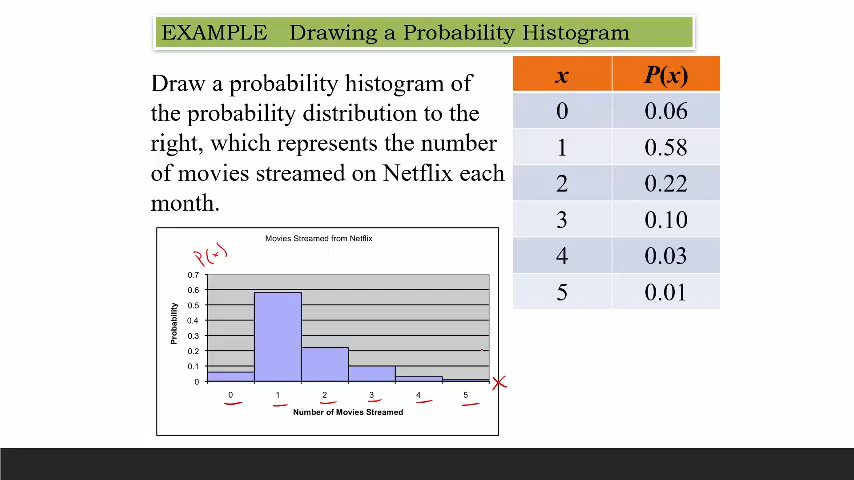 EXAMPLE Drawing a Probability Histogram
Draw a probability histogram of
the probability distribution to the
right, which represents the number
of movies streamed on Netflix each
month.
x P(x)
0 0.06
1 0.58
2 0.22
3 0.10
4 0.03
5 0.01
Movies Streamed from Netflix
P(x)
0.7
0.6
0.5
0.4
0.3
0.2
0.1
0
Probability
0 1 2 3 4 5
x
Number of Movies Streamed